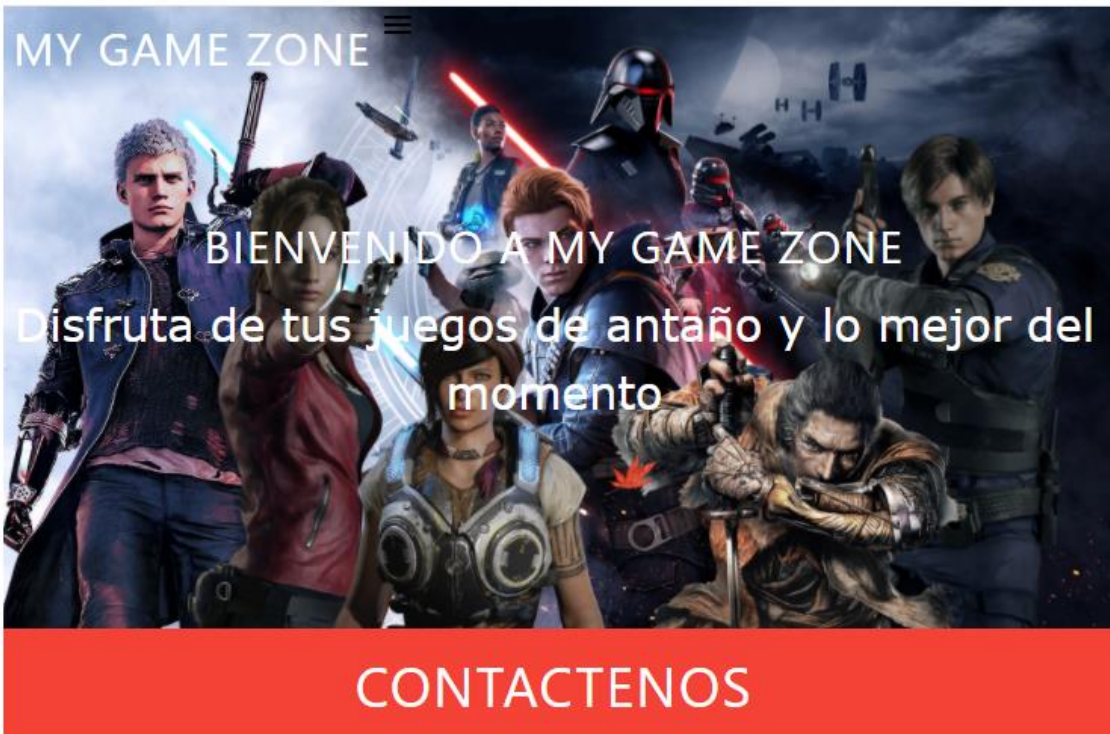 MY GAME ZONE
BIENVENIDO A MY GAME ZONE
Disfruta de tus juegos de antaño y lo mejor del
momento
CONTACTENOS